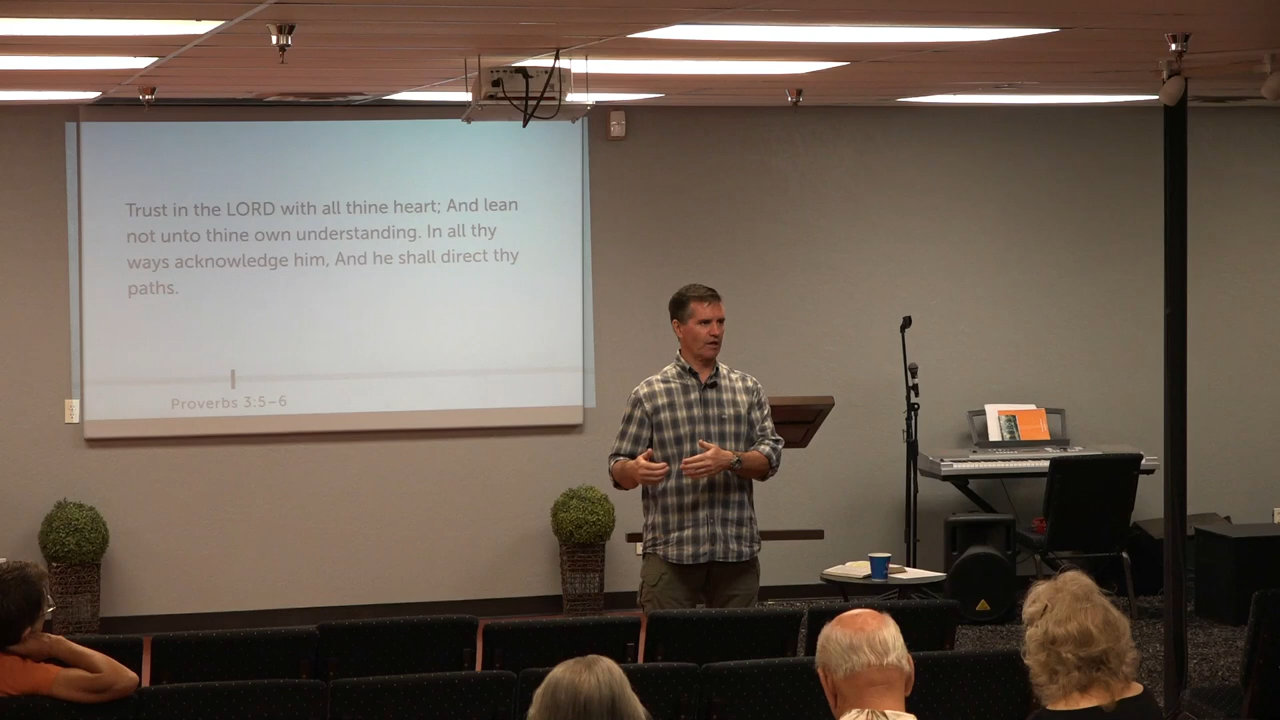 Trust in the LORD with all thine heart; And lean
not unto thine own understanding. In all thy
ways acknowledge him, And he shall direct thy
paths.
Proverbs 3:5–6